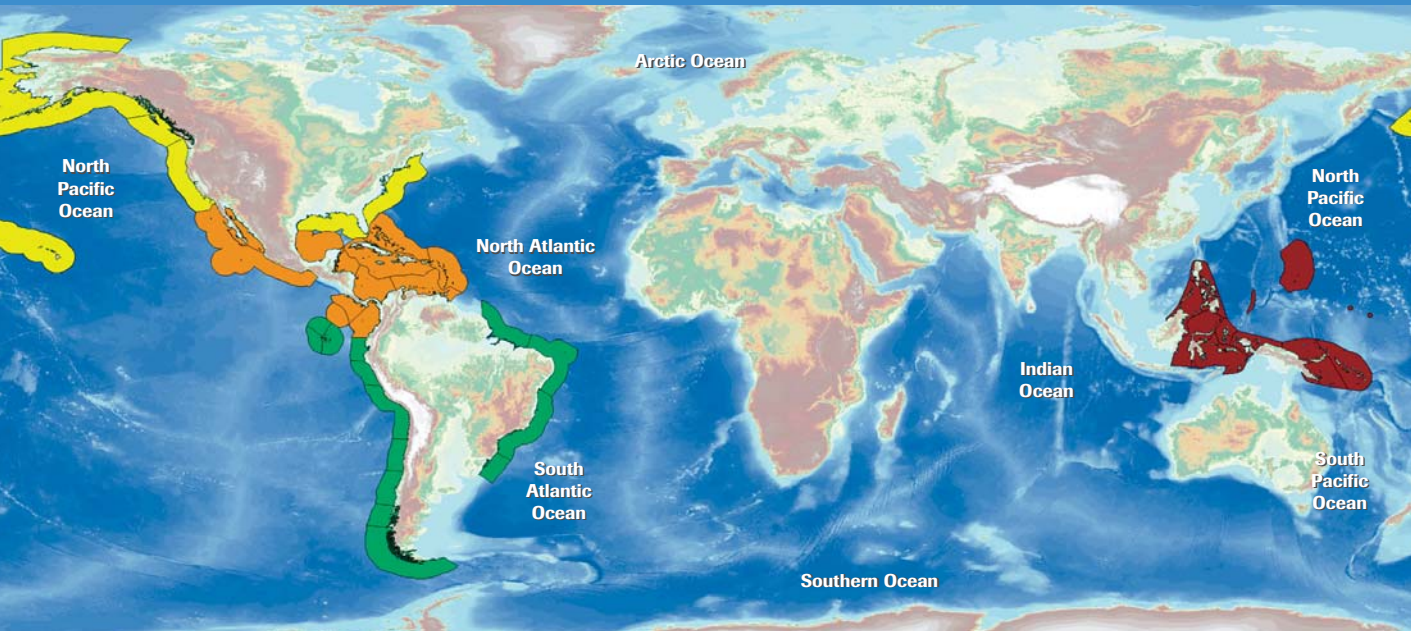 Arctic Ocean
North
Pacific
Ocean
North
Pacific
Ocean
North Atlantic
Ocean
Indian
Ocean
South
Atlantic
Ocean
South
Pacific
Ocean
Southern Ocean